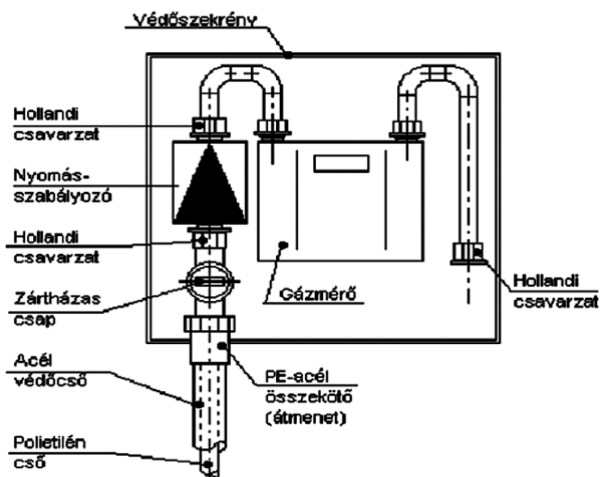 Védőszekrény
Hollandi
csavarzat
Nyomás-
szabályozó
Hollandi
csavarzat
Zártházas
csap
Acél
védőcső
Polietilén
cső
Gázmérő
PE-acél
összekötő
(átmenet)
Hollandi
csavarzat